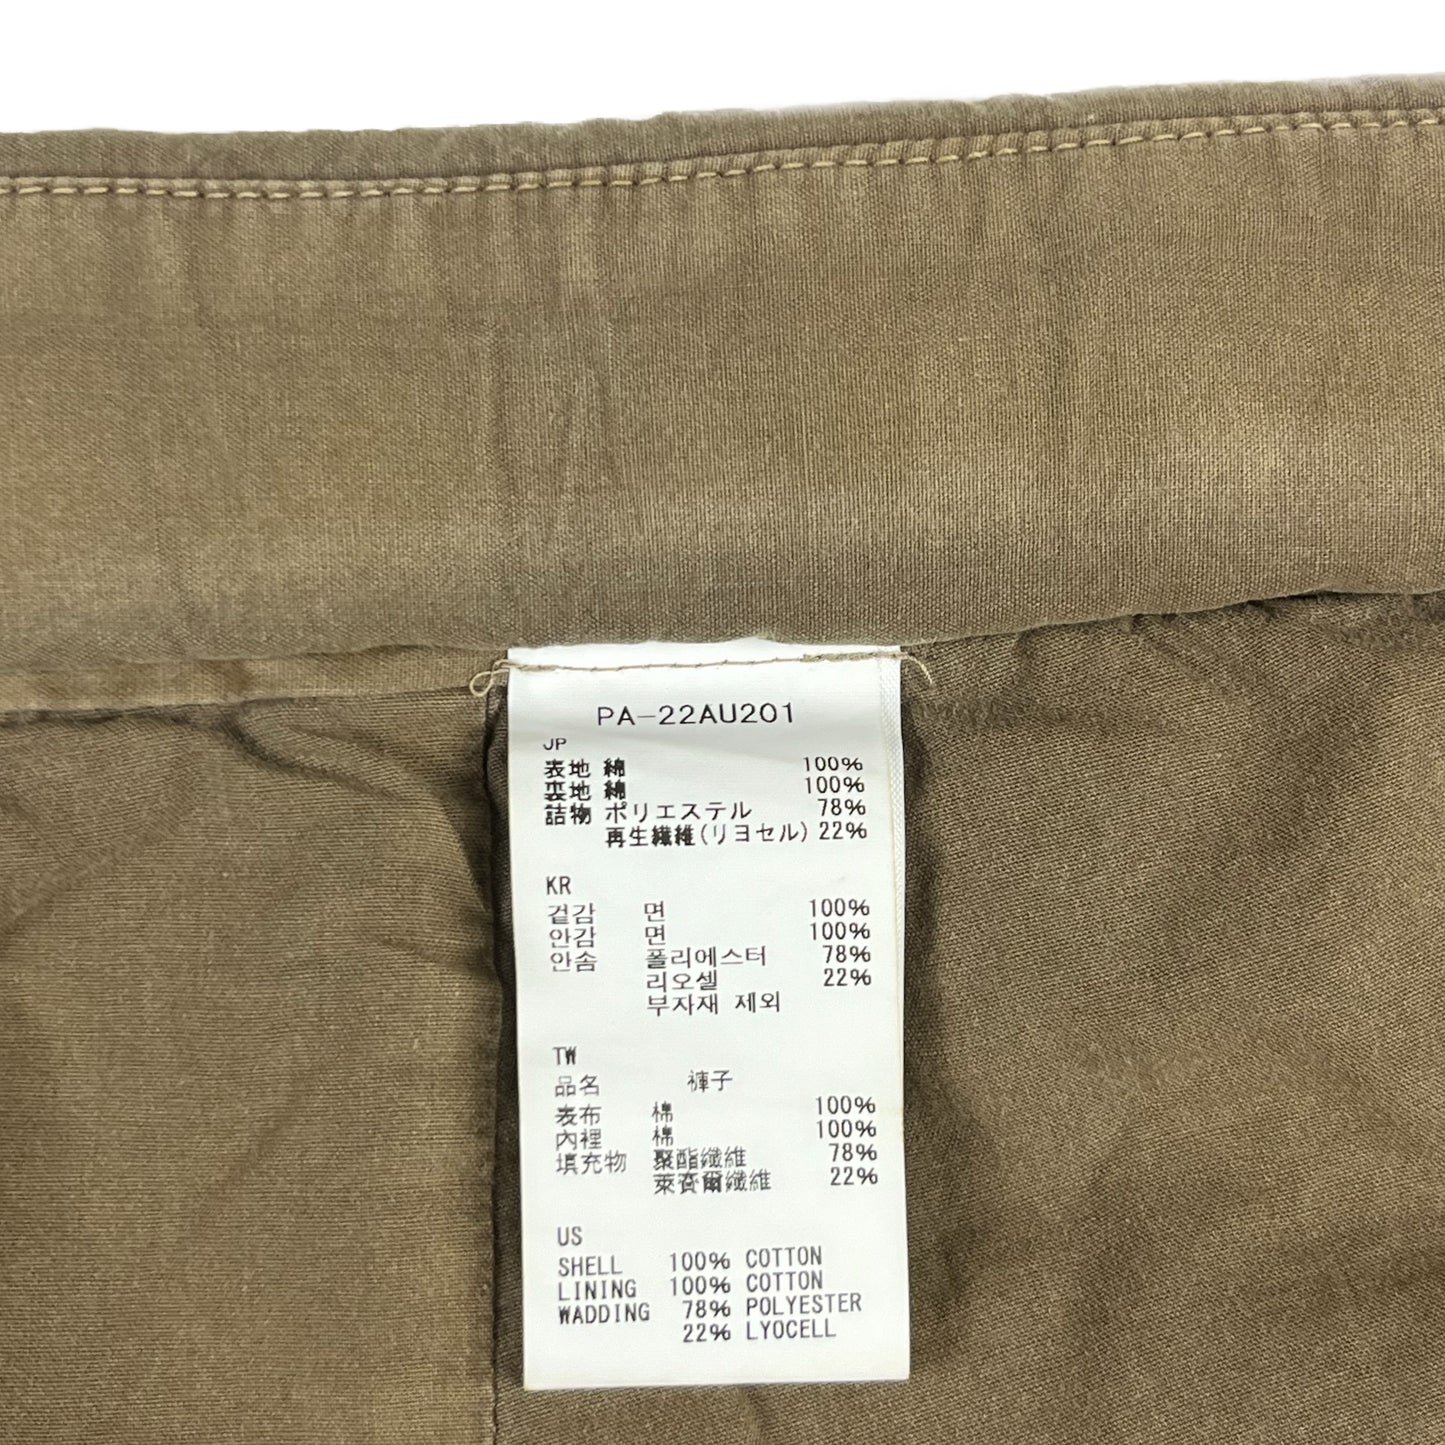 PA-22AU201
JP
表地 綿 100%
裏地 綿 100%
詰物 ポリエステル 78%
再生繊維(リヨセル) 22%
KR
겉감 면 100%
안감 면 100%
안솜 폴리에스터 78%
리오셀 22%
부자재 제외
TW
品名 褲子
表布 棉 100%
內裡 棉 100%
填充物 聚酯纖維 78%
萊賽爾纖維 22%
US
SHELL 100% COTTON
LINING 100% COTTON
WADDING 78% POLYESTER
22% LYOCELL